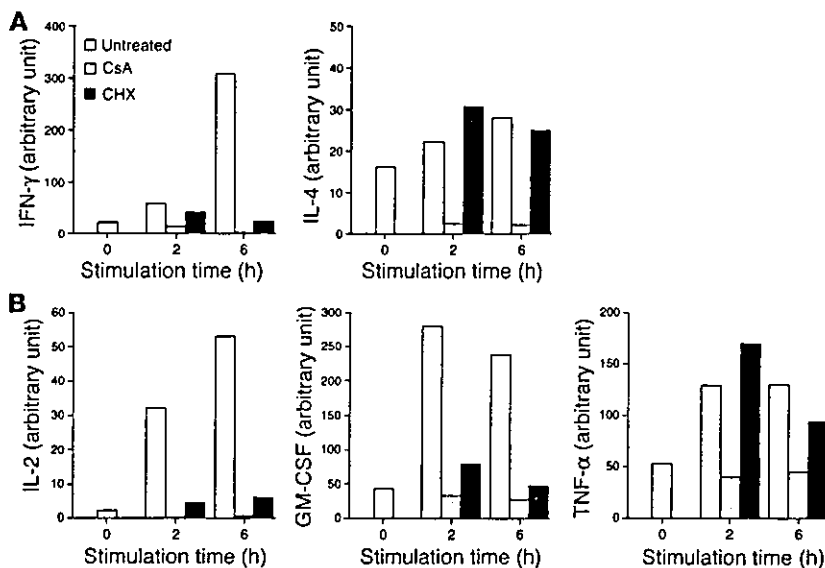 A
IFN-γ (arbitrary unit)
400
300
200
100
0
Untreated
CsA
CHX
0 2 6
Stimulation time (h)
IL-4 (arbitrary unit)
50
40
30
20
10
0
0 2 6
Stimulation time (h)
B
IL-2 (arbitrary unit)
60
50
40
30
20
10
0
0 2 6
Stimulation time (h)
GM-CSF (arbitrary unit)
300
250
200
150
100
50
0
0 2 6
Stimulation time (h)
TNF-α (arbitrary unit)
200
150
100
50
0
0 2 6
Stimulation time (h)